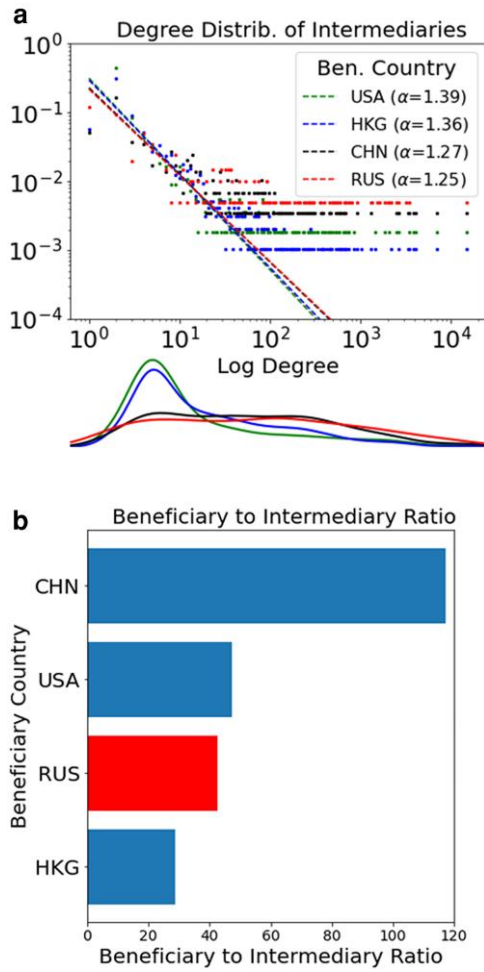 a
Degree Distrib. of Intermediaries
10^0
10^-1
10^-2
10^-3
10^-4
Ben. Country
USA (α=1.39)
HKG (α=1.36)
CHN (α=1.27)
RUS (α=1.25)
10^0 10^1 10^2 10^3 10^4
Log Degree
b
Beneficiary to Intermediary Ratio
Beneficiary Country
CHN
USA
RUS
HKG
0 20 40 60 80 100 120
Beneficiary to Intermediary Ratio